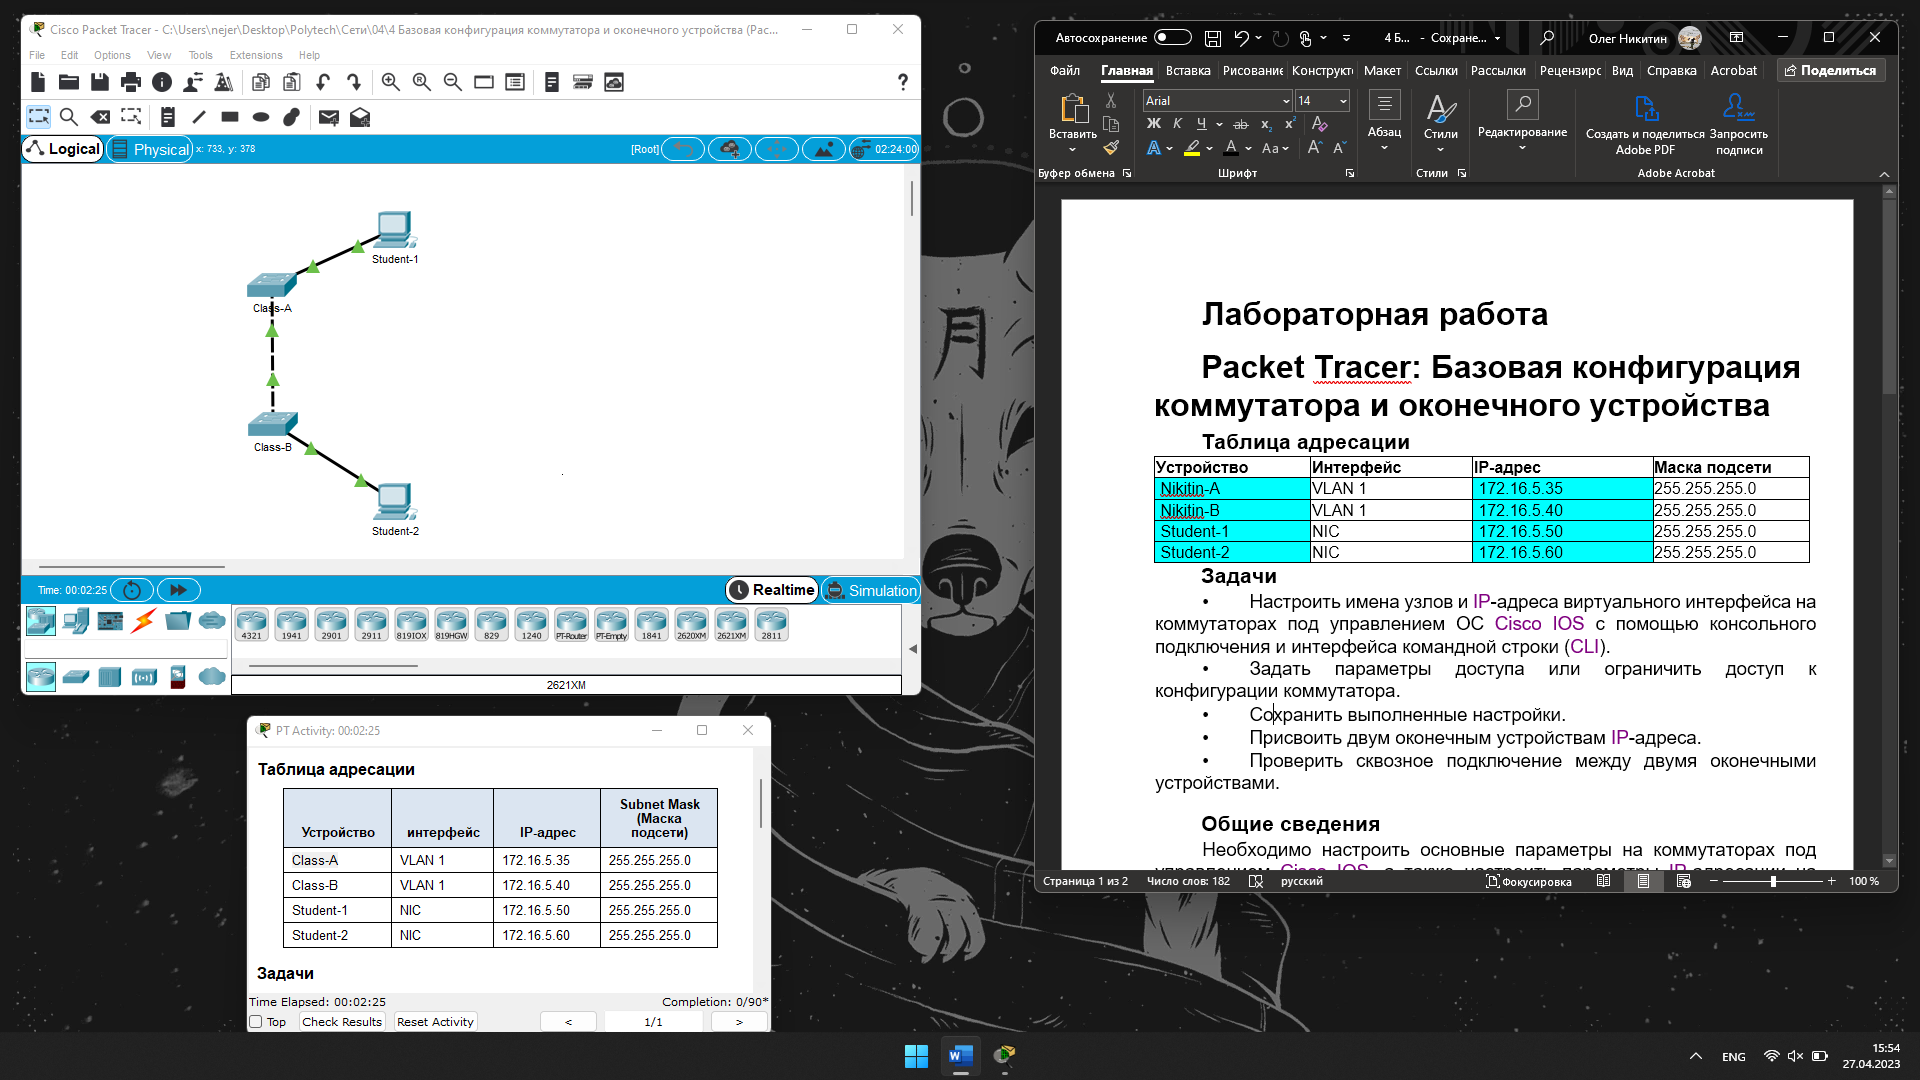 Cisco Packet Tracer - C:\Users\nejer\Desktop\Polytech\Сети\04\4 Базовая конфигурация коммутатора и оконечного устройства (Рас...
File Edit Options View Tools Extensions Help
Logical Physical x: 733, y: 378 [Root] 02:24:00
Student-1
Class-A
Class-B
Student-2
Time: 00:02:25 Realtime Simulation
4321 1941 2901 2911 819IOX 819HGW 829 1240 PT-Router PT-Empty 1841 2620XM 2621XM 2811
2621XM
PT Activity: 00:02:25
Таблица адресации
Устройство интерфейс IP-адрес Subnet Mask (Маска подсети)
Class-A VLAN 1 172.16.5.35 255.255.255.0
Class-B VLAN 1 172.16.5.40 255.255.255.0
Student-1 NIC 172.16.5.50 255.255.255.0
Student-2 NIC 172.16.5.60 255.255.255.0
Задачи
Time Elapsed: 00:02:25 Completion: 0/90*
Top Check Results Reset Activity < 1/1 >
Автосохранение 4 Б... - Сохране... Олег Никитин
Файл Главная Вставка Рисование Конструкт Макет Ссылки Рассылки Рецензирс Вид Справка Acrobat Поделиться
Вставить Arial 14 Абзац Стили Редактирование Создать и поделиться Adobe PDF Запросить подписи
Ж К Ч ab x₂ x²
Буфер обмена Шрифт Стили Adobe Acrobat
Лабораторная работа
Packet Tracer: Базовая конфигурация
коммутатора и оконечного устройства
Таблица адресации
Устройство Интерфейс IP-адрес Маска подсети
Nikitin-A VLAN 1 172.16.5.35 255.255.255.0
Nikitin-B VLAN 1 172.16.5.40 255.255.255.0
Student-1 NIC 172.16.5.50 255.255.255.0
Student-2 NIC 172.16.5.60 255.255.255.0
Задачи
• Настроить имена узлов и IP-адреса виртуального интерфейса на
коммутаторах под управлением ОС Cisco IOS с помощью консольного
подключения и интерфейса командной строки (CLI).
• Задать параметры доступа или ограничить доступ к
конфигурации коммутатора.
• Сохранить выполненные настройки.
• Присвоить двум оконечным устройствам IP-адреса.
• Проверить сквозное подключение между двумя оконечными
устройствами.
Общие сведения
Необходимо настроить основные параметры на коммутаторах под
Страница 1 из 2 Число слов: 182 русский Фокусировка 100 %
月
ENG 15:54
27.04.2023